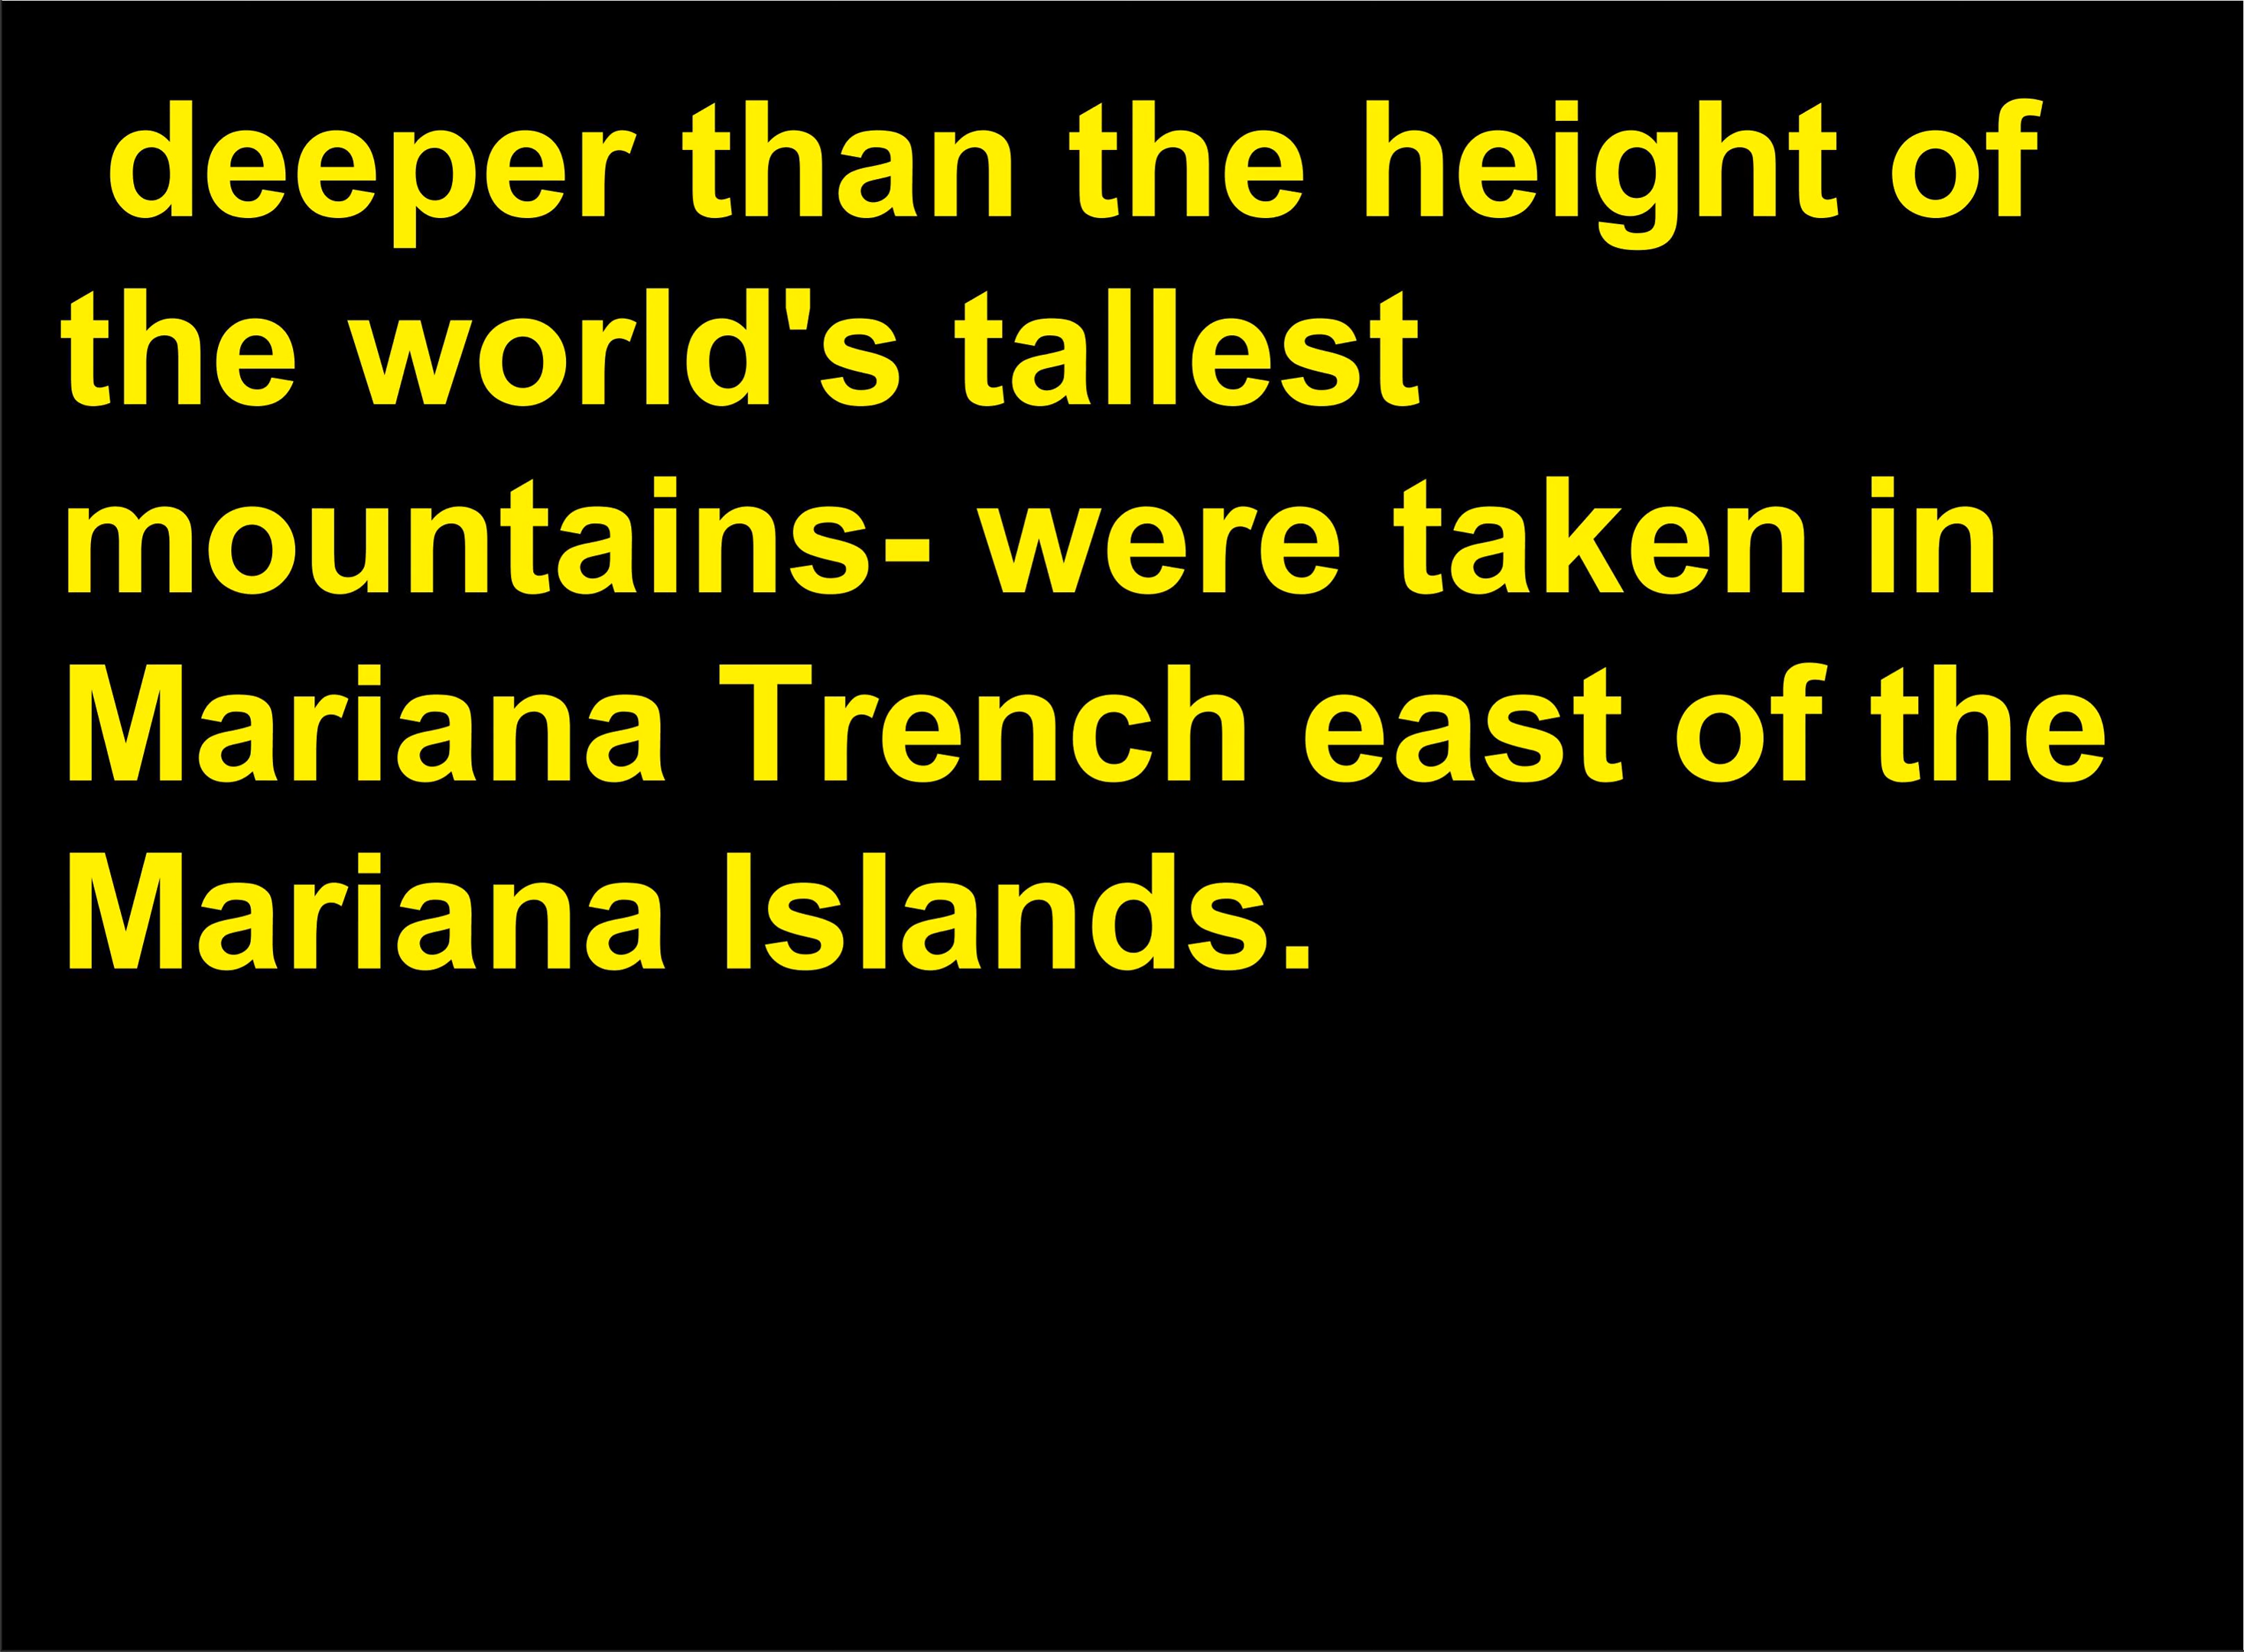 deeper than the height of
the world's tallest
mountains- were taken in
Mariana Trench east of the
Mariana Islands.